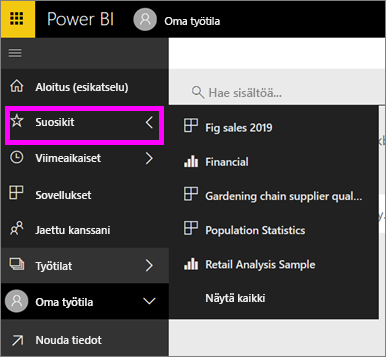 Power BI
Oma työtila
Aloitus (esikatselu)
Suosikit
Viimeaikaiset
Sovellukset
Jaettu kanssani
Työtilat
Oma työtila
Nouda tiedot
Hae sisältöä...
Fig sales 2019
Financial
Gardening chain supplier qual...
Population Statistics
Retail Analysis Sample
Näytä kaikki